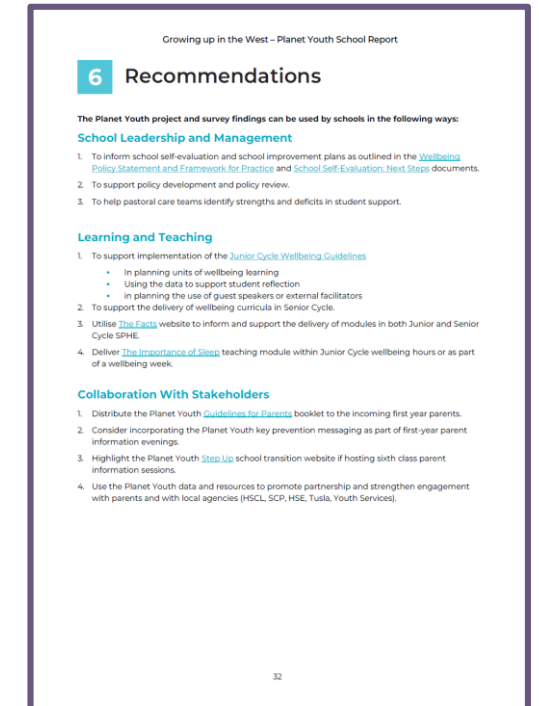 Growing up in the West – Planet Youth School Report
6 Recommendations
The Planet Youth project and survey findings can be used by schools in the following ways:
School Leadership and Management
1. To inform school self-evaluation and school improvement plans as outlined in the Wellbeing
Policy Statement and Framework for Practice and School Self-Evaluation: Next Steps documents.
2. To support policy development and policy review.
3. To help pastoral care teams identify strengths and deficits in student support.
Learning and Teaching
1. To support implementation of the Junior Cycle Wellbeing Guidelines
• In planning units of wellbeing learning
• Using the data to support student reflection
• in planning the use of guest speakers or external facilitators
2. To support the delivery of wellbeing curricula in Senior Cycle.
3. Utilise The Facts website to inform and support the delivery of modules in both Junior and Senior
Cycle SPHE.
4. Deliver The Importance of Sleep teaching module within Junior Cycle wellbeing hours or as part
of a wellbeing week.
Collaboration With Stakeholders
1. Distribute the Planet Youth Guidelines for Parents booklet to the incoming first year parents.
2. Consider incorporating the Planet Youth key prevention messaging as part of first-year parent
information evenings.
3. Highlight the Planet Youth Step Up school transition website if hosting sixth class parent
information sessions.
4. Use the Planet Youth data and resources to promote partnership and strengthen engagement
with parents and with local agencies (HSCL, SCP, HSE, Tusla, Youth Services).
32